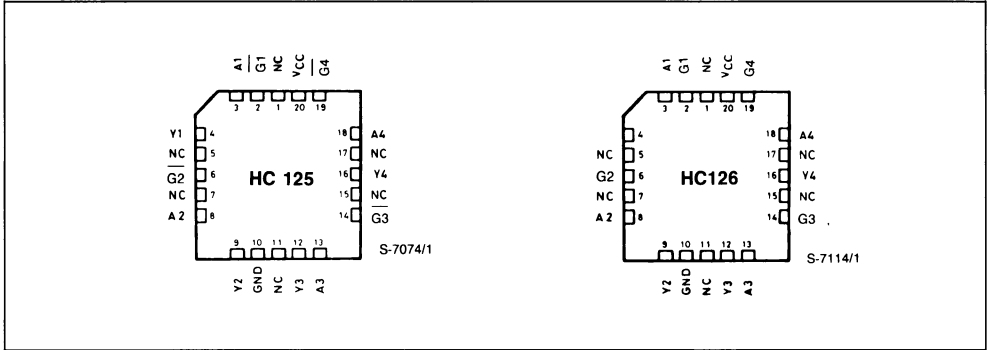 A1 G̅1̅ NC VCC G̅4̅
3 2 1 20 19
Y1 4 18 A4
NC 5 17 NC
G̅2̅ 6 HC 125 16 Y4
NC 7 15 NC
A2 8 14 G̅3̅
9 10 11 12 13
Y2 GND NC Y3 A3
S-7074/1
A1 G1 NC VCC G4
3 2 1 20 19
4 18 A4
NC 5 17 NC
G2 6 HC126 16 Y4
NC 7 15 NC
A2 8 14 G3
9 10 11 12 13
Y2 GND NC Y3 A3
S-7114/1